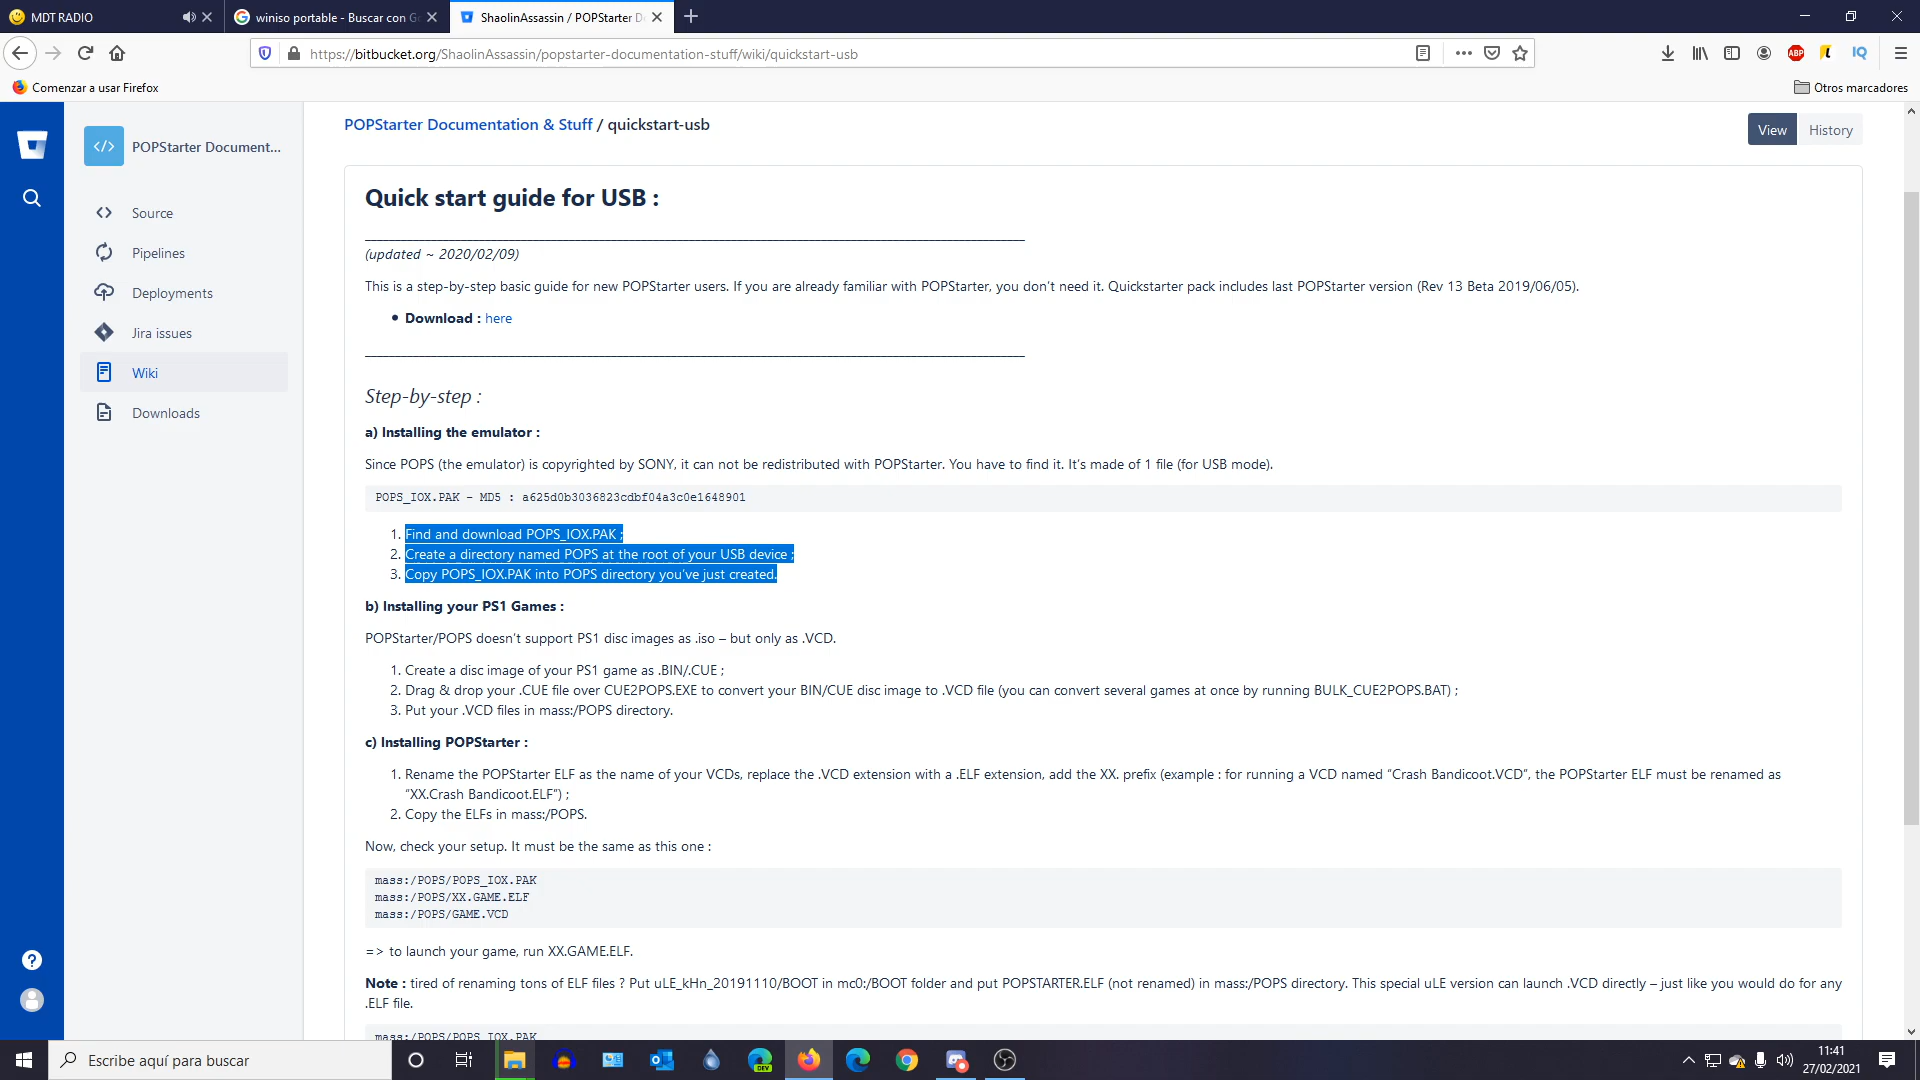 MDT RADIO
winiso portable - Buscar con G
ShaolinAssassin / POPStarter D
https://bitbucket.org/ShaolinAssassin/popstarter-documentation-stuff/wiki/quickstart-usb
ABP
IQ
Comenzar a usar Firefox
Otros marcadores
POPStarter Document...
Source
Pipelines
Deployments
Jira issues
Wiki
Downloads
POPStarter Documentation & Stuff / quickstart-usb
View
History
Quick start guide for USB :
(updated ~ 2020/02/09)
This is a step-by-step basic guide for new POPStarter users. If you are already familiar with POPStarter, you don't need it. Quickstarter pack includes last POPStarter version (Rev 13 Beta 2019/06/05).
• Download : here
Step-by-step :
a) Installing the emulator :
Since POPS (the emulator) is copyrighted by SONY, it can not be redistributed with POPStarter. You have to find it. It's made of 1 file (for USB mode).
POPS_IOX.PAK - MD5 : a625d0b3036823cdbf04a3c0e1648901
1. Find and download POPS_IOX.PAK ;
2. Create a directory named POPS at the root of your USB device ;
3. Copy POPS_IOX.PAK into POPS directory you've just created.
b) Installing your PS1 Games :
POPStarter/POPS doesn't support PS1 disc images as .iso – but only as .VCD.
1. Create a disc image of your PS1 game as .BIN/.CUE ;
2. Drag & drop your .CUE file over CUE2POPS.EXE to convert your BIN/CUE disc image to .VCD file (you can convert several games at once by running BULK_CUE2POPS.BAT) ;
3. Put your .VCD files in mass:/POPS directory.
c) Installing POPStarter :
1. Rename the POPStarter ELF as the name of your VCDs, replace the .VCD extension with a .ELF extension, add the XX. prefix (example : for running a VCD named "Crash Bandicoot.VCD", the POPStarter ELF must be renamed as
"XX.Crash Bandicoot.ELF") ;
2. Copy the ELFs in mass:/POPS.
Now, check your setup. It must be the same as this one :
mass:/POPS/POPS_IOX.PAK
mass:/POPS/XX.GAME.ELF
mass:/POPS/GAME.VCD
=> to launch your game, run XX.GAME.ELF.
Note : tired of renaming tons of ELF files ? Put uLE_kHn_20191110/BOOT in mc0:/BOOT folder and put POPSTARTER.ELF (not renamed) in mass:/POPS directory. This special uLE version can launch .VCD directly – just like you would do for any
.ELF file.
mass:/POPS/POPS_IOX.PAK
Escribe aquí para buscar
DEV
11:41
27/02/2021